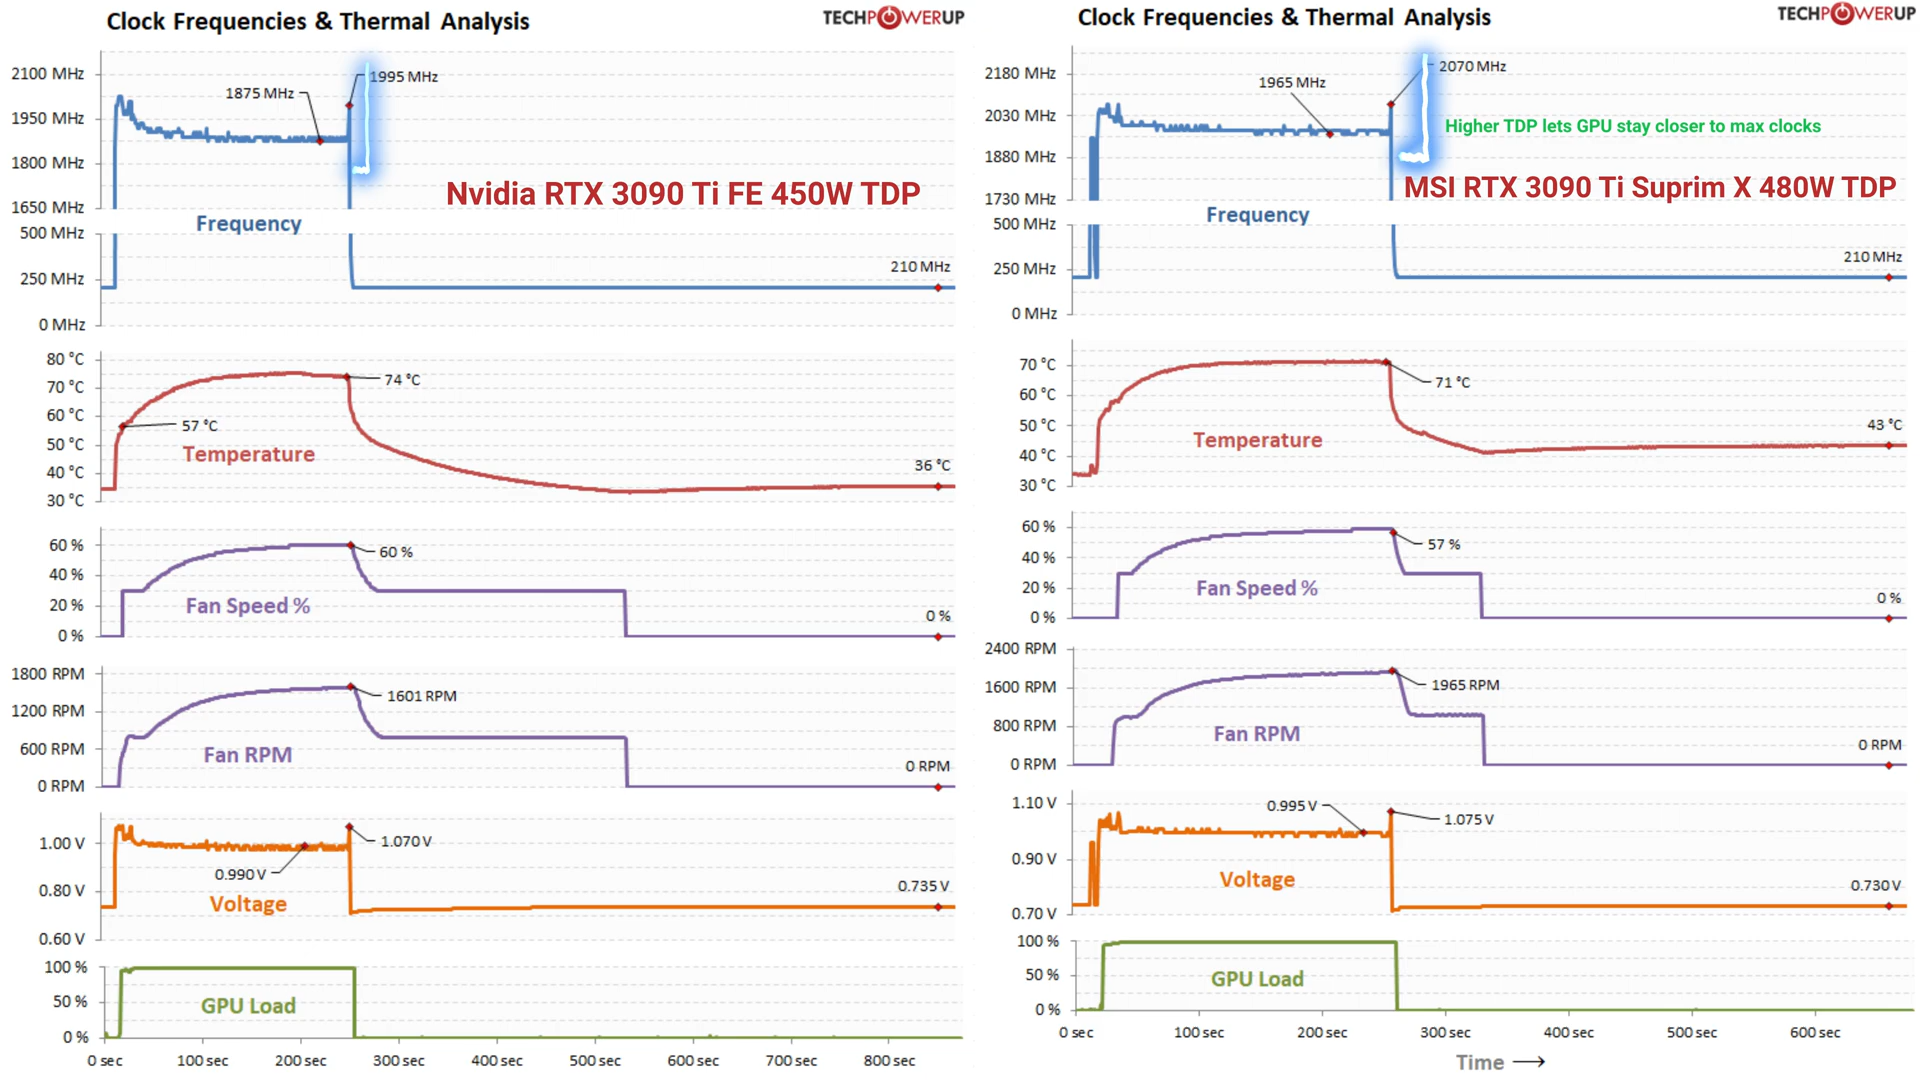 Clock Frequencies & Thermal Analysis
TECHPOWERUP
2100 MHz
1950 MHz
1800 MHz
1650 MHz
500 MHz
250 MHz
0 MHz
1875 MHz
1995 MHz
Nvidia RTX 3090 Ti FE 450W TDP
Frequency
210 MHz
80 °C
70 °C
60 °C
50 °C
40 °C
30 °C
74 °C
57 °C
Temperature
36 °C
60 %
40 %
20 %
0 %
60 %
Fan Speed %
0 %
1800 RPM
1200 RPM
600 RPM
0 RPM
1601 RPM
Fan RPM
0 RPM
1.00 V
0.80 V
0.60 V
1.070 V
0.990 V
Voltage
0.735 V
100 %
50 %
0 %
GPU Load
0 sec 100 sec 200 sec 300 sec 400 sec 500 sec 600 sec 700 sec 800 sec
Clock Frequencies & Thermal Analysis
TECHPOWERUP
2180 MHz
2030 MHz
1880 MHz
1730 MHz
500 MHz
250 MHz
0 MHz
2070 MHz
1965 MHz
Higher TDP lets GPU stay closer to max clocks
MSI RTX 3090 Ti Suprim X 480W TDP
Frequency
210 MHz
70 °C
60 °C
50 °C
40 °C
30 °C
71 °C
Temperature
43 °C
60 %
40 %
20 %
0 %
57 %
Fan Speed %
0 %
2400 RPM
1600 RPM
800 RPM
0 RPM
1965 RPM
Fan RPM
0 RPM
1.10 V
0.90 V
0.70 V
0.995 V
1.075 V
Voltage
0.730 V
100 %
50 %
0 %
GPU Load
0 sec 100 sec 200 sec 300 sec 400 sec 500 sec 600 sec
Time